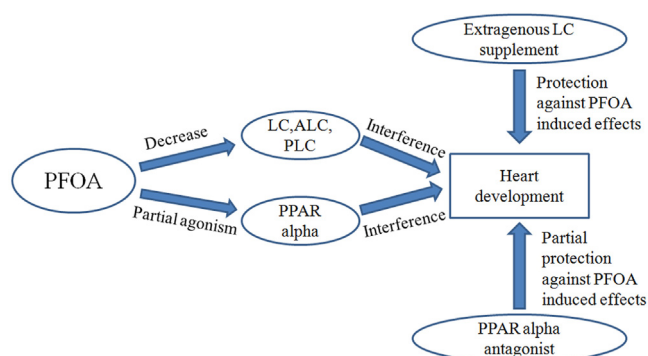 Extragenous LC
supplement
Protection
against PFOA
induced effects
Decrease
LC,ALC,
PLC
Interference
PFOA
Heart
development
Partial agonism
PPAR
alpha
Interference
Partial
protection
against PFOA
induced effects
PPAR alpha
antagonist